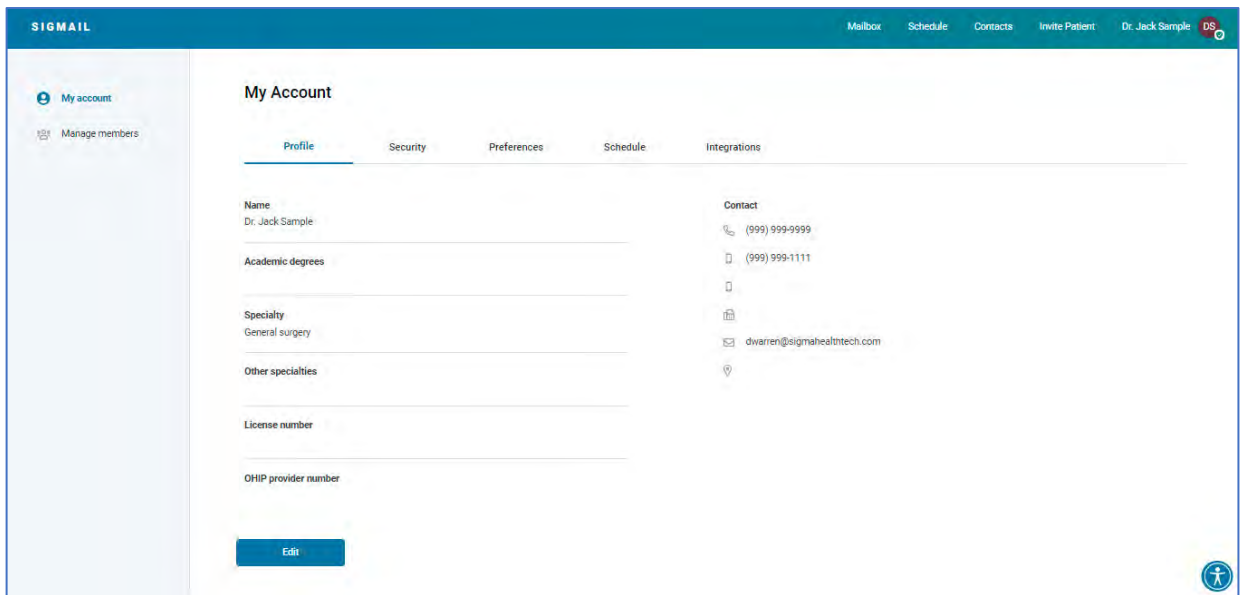 SIGMAIL
Mailbox Schedule Contacts Invite Patient Dr. Jack Sample DS
My account
Manage members
My Account
Profile Security Preferences Schedule Integrations
Name
Dr. Jack Sample
Academic degrees
Specialty
General surgery
Other specialties
License number
OHIP provider number
Contact
(999) 999-9999
(999) 999-1111
dwarren@sigmahealthtech.com
Edit